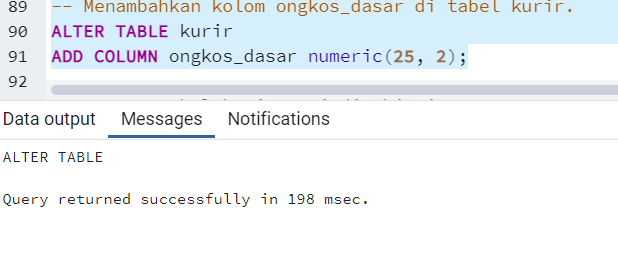 89 -- Menambahkan kolom ongkos_dasar di tabel kurir.
90 ALTER TABLE kurir
91 ADD COLUMN ongkos_dasar numeric(25, 2);
92
Data output Messages Notifications
ALTER TABLE
Query returned successfully in 198 msec.